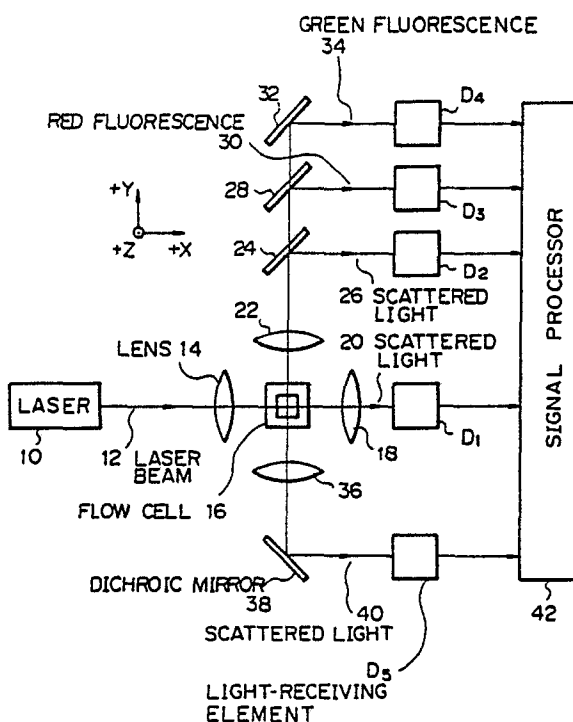 GREEN FLUORESCENCE
34
32
D4
RED FLUORESCENCE
30
28
D3
+Y
+Z
+X
24
D2
26 SCATTERED
LIGHT
22
20 SCATTERED
LIGHT
LENS 14
LASER
10
12 LASER
BEAM
18
D1
SIGNAL PROCESSOR
FLOW CELL 16
36
DICHROIC MIRROR
38
40
42
SCATTERED LIGHT
D5
LIGHT-RECEIVING
ELEMENT